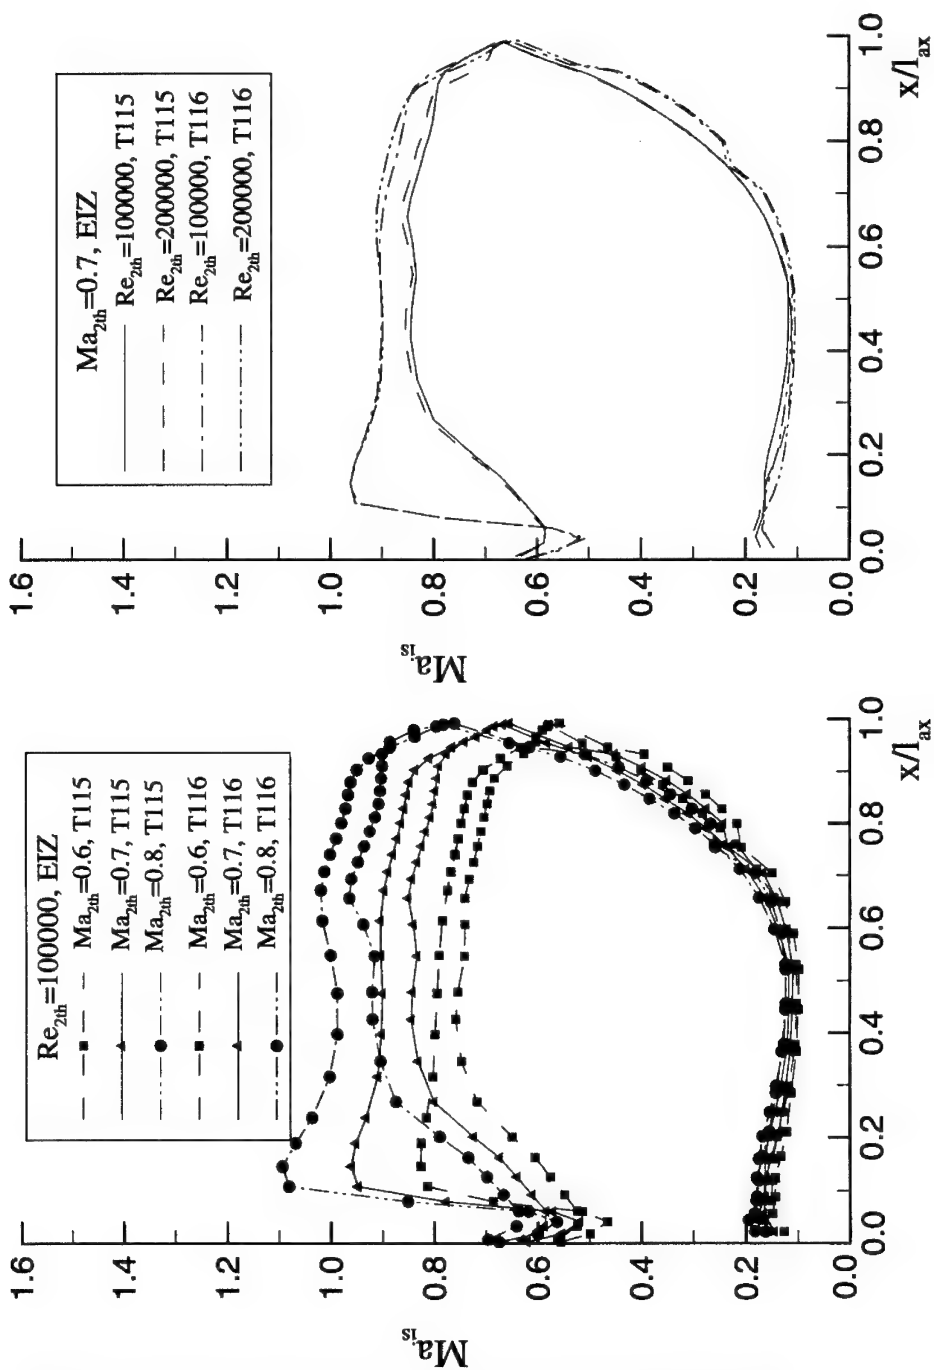 Re2th=100000, EIZ
Ma2th=0.6, T115
Ma2th=0.7, T115
Ma2th=0.8, T115
Ma2th=0.6, T116
Ma2th=0.7, T116
Ma2th=0.8, T116
Mais
1.6
1.4
1.2
1.0
0.8
0.6
0.4
0.2
0.0
0.0 0.2 0.4 0.6 0.8 1.0
x/lax
Ma2th=0.7, EIZ
Re2th=100000, T115
Re2th=200000, T115
Re2th=100000, T116
Re2th=200000, T116
Mais
1.6
1.4
1.2
1.0
0.8
0.6
0.4
0.2
0.0
0.0 0.2 0.4 0.6 0.8 1.0
x/lax